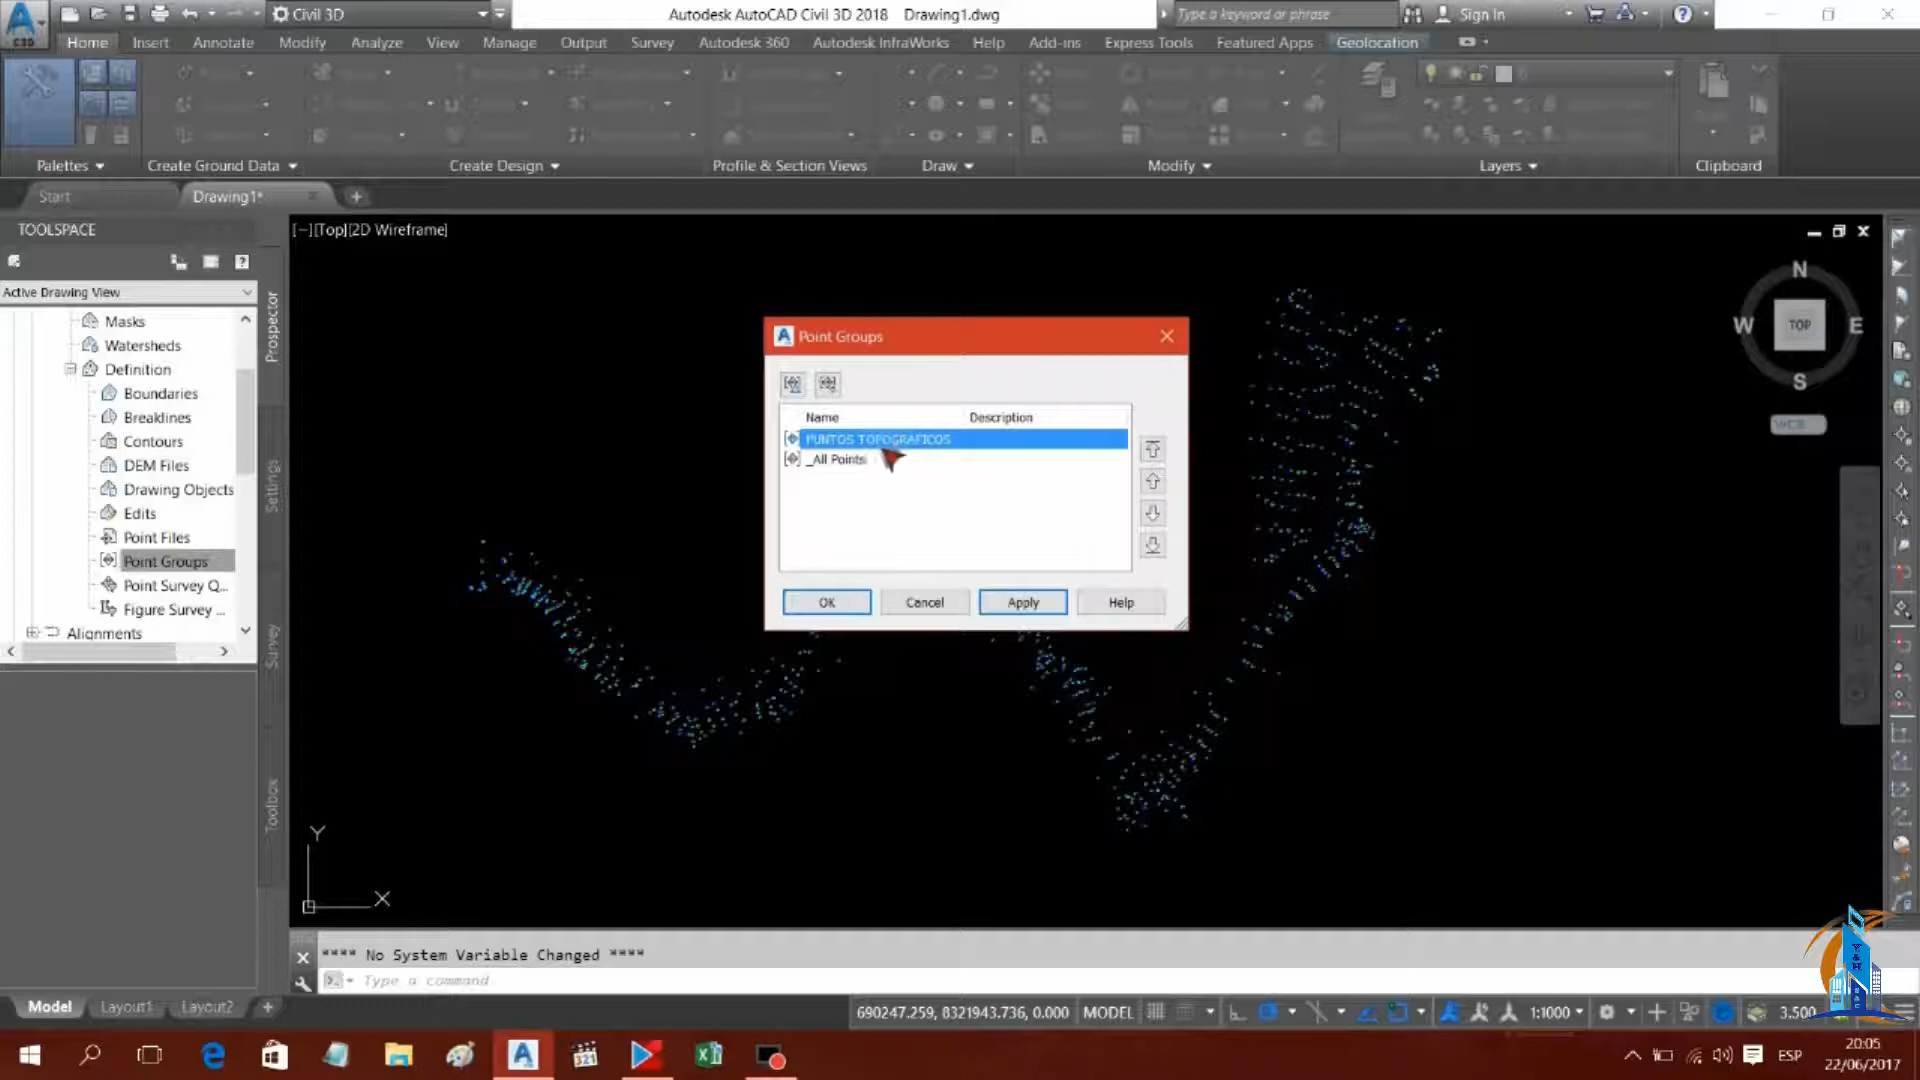 Civil 3D
Autodesk AutoCAD Civil 3D 2018 Drawing1.dwg
Type a keyword or phrase
Sign In
C3D
Home Insert Annotate Modify Analyze View Manage Output Survey Autodesk 360 Autodesk InfraWorks Help Add-ins Express Tools Featured Apps Geolocation
Palettes Create Ground Data Create Design Profile & Section Views Draw Modify Layers Clipboard
Start Drawing1*
TOOLSPACE
[−][Top][2D Wireframe]
Active Drawing View
Masks
Watersheds
Definition
Boundaries
Breaklines
Contours
DEM Files
Drawing Objects
Edits
Point Files
Point Groups
Point Survey Q...
Figure Survey ...
Alignments
Prospector
Settings
Survey
Toolbox
Point Groups
Name Description
PUNTOS TOPOGRAFICOS
_All Points
OK Cancel Apply Help
N
W TOP E
S
WCS
Y
X
**** No System Variable Changed ****
Type a command
Model Layout1 Layout2
690247.259, 8321943.736, 0.000 MODEL 1:1000 3.500
ESP
20:05
22/06/2017